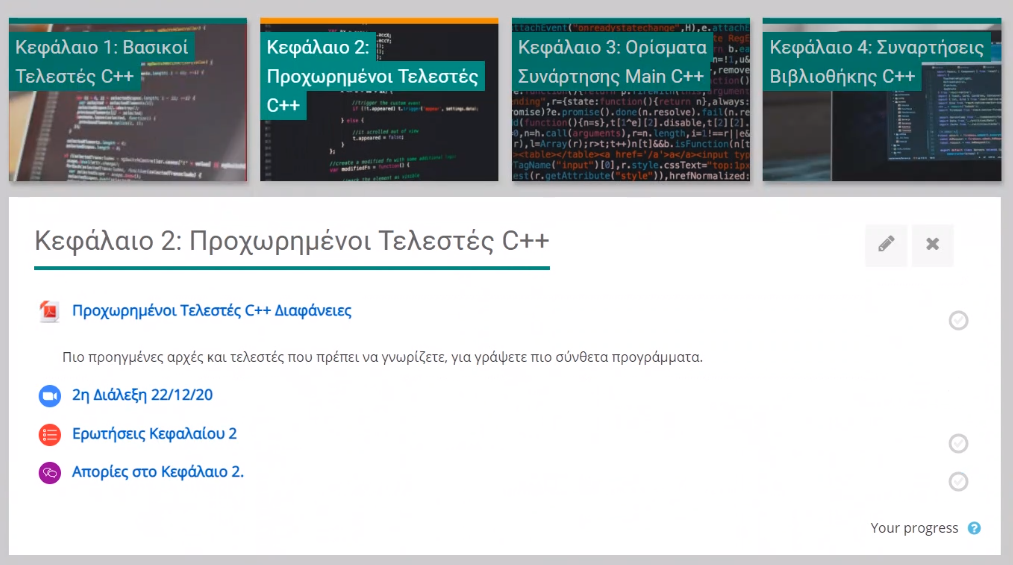 Κεφάλαιο 1: Βασικοί
Τελεστές C++
Κεφάλαιο 2:
Προχωρημένοι Τελεστές
C++
Κεφάλαιο 3: Ορίσματα
Συνάρτησης Main C++
Κεφάλαιο 4: Συναρτήσεις
Βιβλιοθήκης C++
Κεφάλαιο 2: Προχωρημένοι Τελεστές C++
Προχωρημένοι Τελεστές C++ Διαφάνειες
Πιο προηγμένες αρχές και τελεστές που πρέπει να γνωρίζετε, για γράψετε πιο σύνθετα προγράμματα.
2η Διάλεξη 22/12/20
Ερωτήσεις Κεφαλαίου 2
Απορίες στο Κεφάλαιο 2.
Your progress